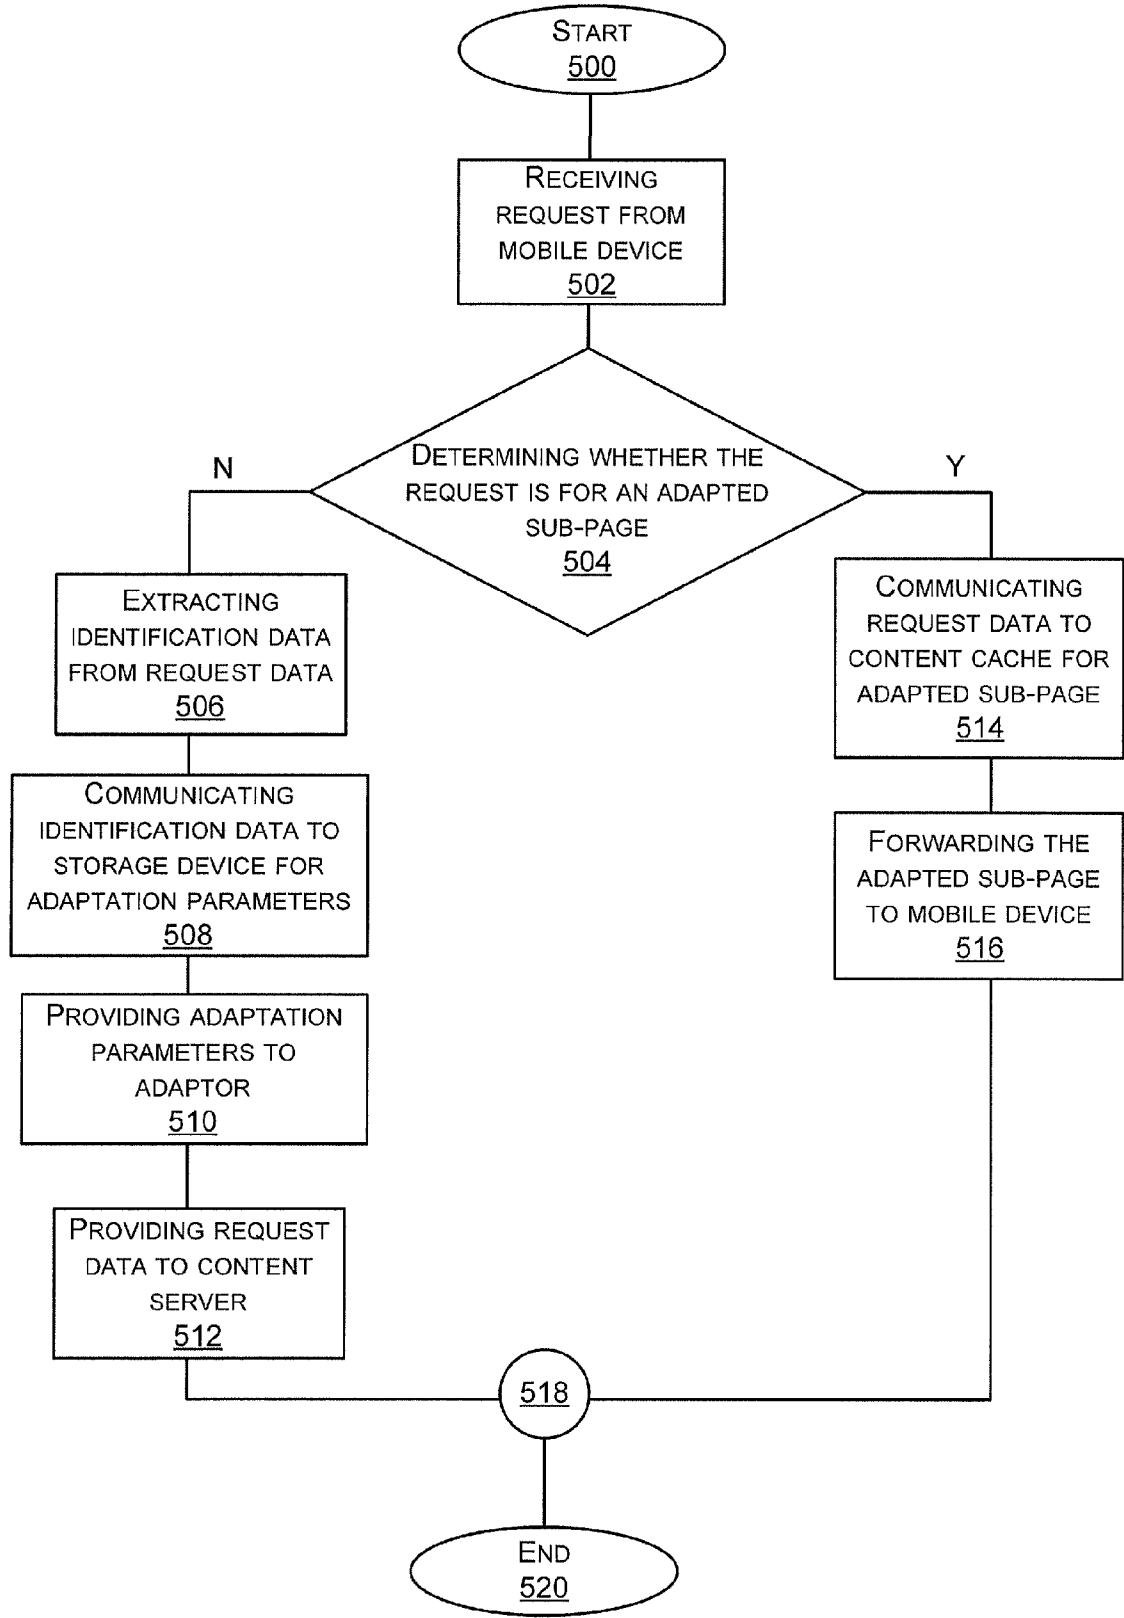 START
500
RECEIVING
REQUEST FROM
MOBILE DEVICE
502
DETERMINING WHETHER THE
REQUEST IS FOR AN ADAPTED
SUB-PAGE
504
N
Y
EXTRACTING
IDENTIFICATION DATA
FROM REQUEST DATA
506
COMMUNICATING
IDENTIFICATION DATA TO
STORAGE DEVICE FOR
ADAPTATION PARAMETERS
508
PROVIDING ADAPTATION
PARAMETERS TO
ADAPTOR
510
PROVIDING REQUEST
DATA TO CONTENT
SERVER
512
COMMUNICATING
REQUEST DATA TO
CONTENT CACHE FOR
ADAPTED SUB-PAGE
514
FORWARDING THE
ADAPTED SUB-PAGE
TO MOBILE DEVICE
516
518
END
520